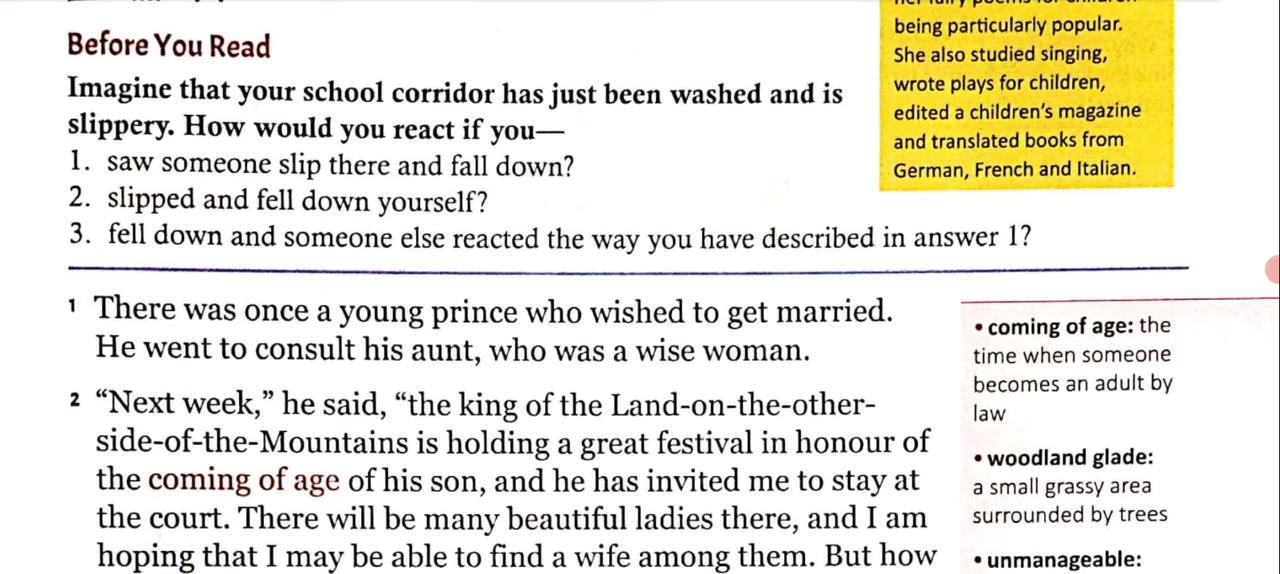 Before You Read
Imagine that your school corridor has just been washed and is
slippery. How would you react if you—
1. saw someone slip there and fall down?
2. slipped and fell down yourself?
3. fell down and someone else reacted the way you have described in answer 1?
being particularly popular.
She also studied singing,
wrote plays for children,
edited a children's magazine
and translated books from
German, French and Italian.
1 There was once a young prince who wished to get married.
He went to consult his aunt, who was a wise woman.
2 “Next week,” he said, “the king of the Land-on-the-other-
side-of-the-Mountains is holding a great festival in honour of
the coming of age of his son, and he has invited me to stay at
the court. There will be many beautiful ladies there, and I am
hoping that I may be able to find a wife among them. But how
• coming of age: the
time when someone
becomes an adult by
law
• woodland glade:
a small grassy area
surrounded by trees
• unmanageable: